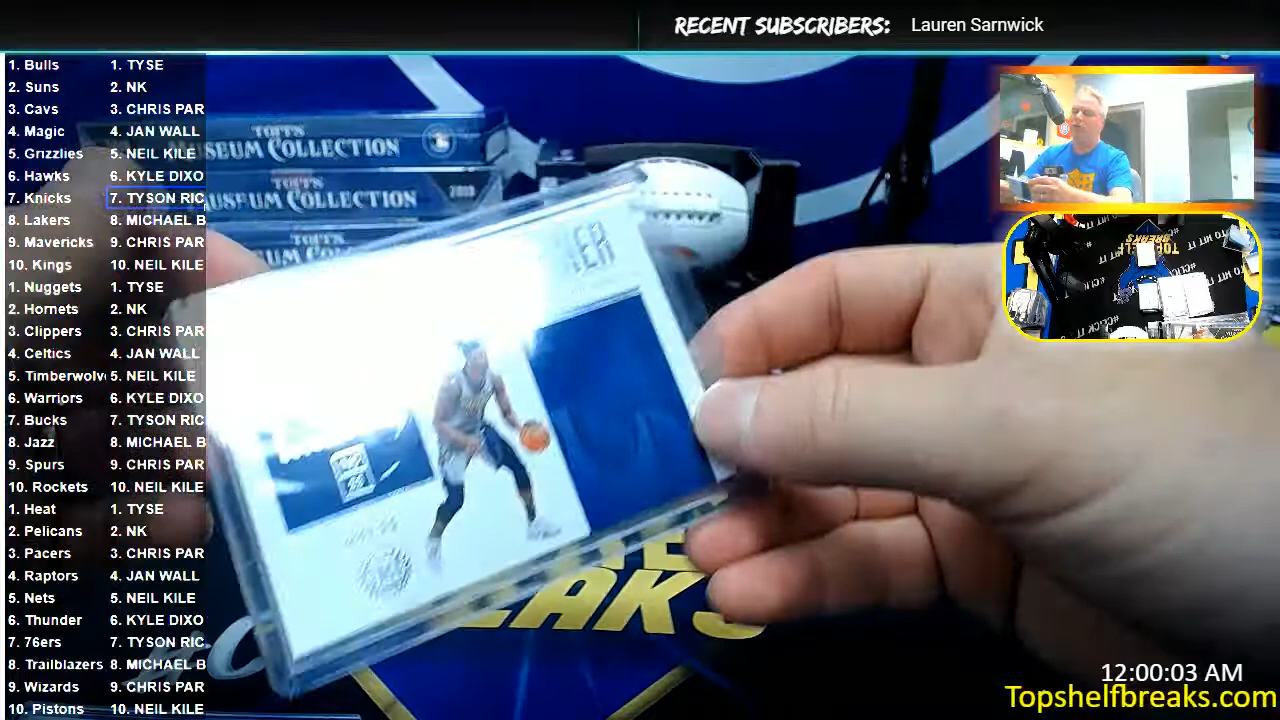 RECENT SUBSCRIBERS: Lauren Sarnwick
1. Bulls 1. TYSE
2. Suns 2. NK
3. Cavs 3. CHRIS PAR
4. Magic 4. JAN WALL
5. Grizzlies 5. NEIL KILE
6. Hawks 6. KYLE DIXO
7. Knicks 7. TYSON RIC
8. Lakers 8. MICHAEL B
9. Mavericks 9. CHRIS PAR
10. Kings 10. NEIL KILE
1. Nuggets 1. TYSE
2. Hornets 2. NK
3. Clippers 3. CHRIS PAR
4. Celtics 4. JAN WALL
5. Timberwolv 5. NEIL KILE
6. Warriors 6. KYLE DIXO
7. Bucks 7. TYSON RIC
8. Jazz 8. MICHAEL B
9. Spurs 9. CHRIS PAR
10. Rockets 10. NEIL KILE
1. Heat 1. TYSE
2. Pelicans 2. NK
3. Pacers 3. CHRIS PAR
4. Raptors 4. JAN WALL
5. Nets 5. NEIL KILE
6. Thunder 6. KYLE DIXO
7. 76ers 7. TYSON RIC
8. Trailblazers 8. MICHAEL B
9. Wizards 9. CHRIS PAR
10. Pistons 10. NEIL KILE
TOPPS
SEUM COLLECTION
TOPPS
USEUM COLLECTION
EAKS
12:00:03 AM
Topshelfbreaks.com